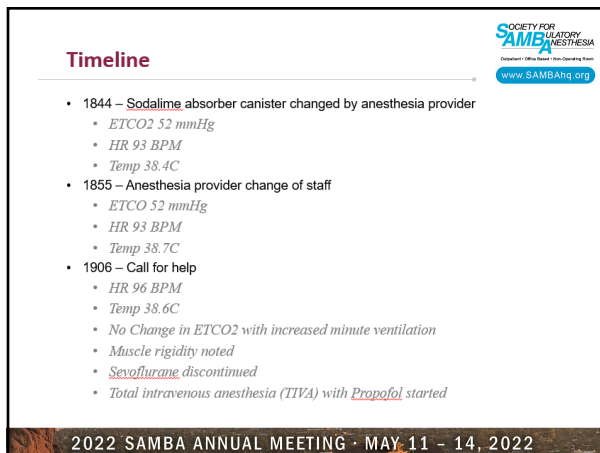 Timeline
SOCIETY FOR
AMBULATORY
ANESTHESIA
Outpatient • Office Based • Non-Operating Room
www.SAMBAhq.org
• 1844 – Sodalime absorber canister changed by anesthesia provider
• ETCO2 52 mmHg
• HR 93 BPM
• Temp 38.4C
• 1855 – Anesthesia provider change of staff
• ETCO 52 mmHg
• HR 93 BPM
• Temp 38.7C
• 1906 – Call for help
• HR 96 BPM
• Temp 38.6C
• No Change in ETCO2 with increased minute ventilation
• Muscle rigidity noted
• Sevoflurane discontinued
• Total intravenous anesthesia (TIVA) with Propofol started
2022 SAMBA ANNUAL MEETING · MAY 11 – 14, 2022